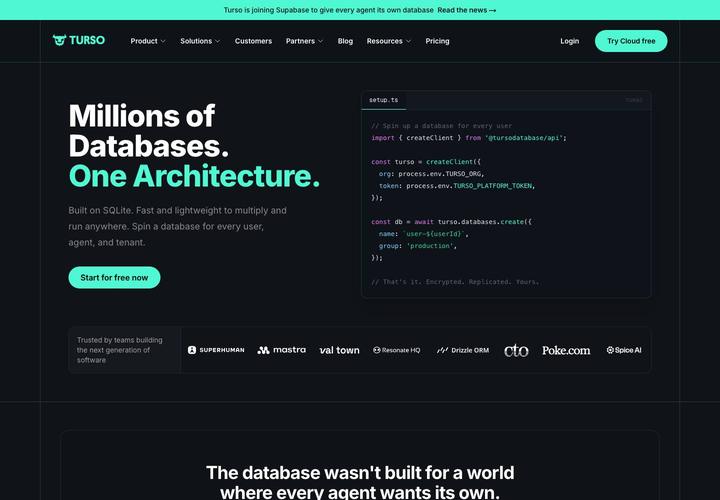 Turso is joining Supabase to give every agent its own database Read the news →
TURSO
Product
Solutions
Customers
Partners
Blog
Resources
Pricing
Login
Try Cloud free
Millions of
Databases.
One Architecture.
Built on SQLite. Fast and lightweight to multiply and
run anywhere. Spin a database for every user,
agent, and tenant.
Start for free now
setup.ts
TURSO
// Spin up a database for every user
import { createClient } from "@tursodatabase/api";
const turso = createClient({
org: process.env.TURSO_ORG,
token: process.env.TURSO_PLATFORM_TOKEN,
});
const db = await turso.databases.create({
name: `user-${userId}`,
group: 'production',
});
// That's it. Encrypted. Replicated. Yours.
Trusted by teams building
the next generation of
software
SUPERHUMAN
mastra
val town
Resonate HQ
Drizzle ORM
cto
Poke.com
Spice AI
The database wasn't built for a world
where every agent wants its own.